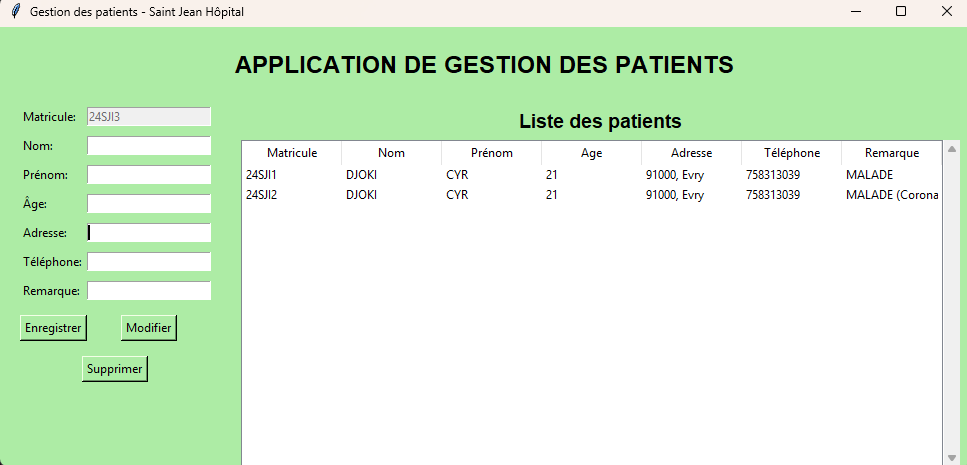 Gestion des patients - Saint Jean Hôpital
APPLICATION DE GESTION DES PATIENTS
Matricule: 24SJI3
Nom:
Prénom:
Âge:
Adresse:
Téléphone:
Remarque:
Enregistrer Modifier
Supprimer
Liste des patients
Matricule Nom Prénom Age Adresse Téléphone Remarque
24SJI1 DJOKI CYR 21 91000, Evry 758313039 MALADE
24SJI2 DJOKI CYR 21 91000, Evry 758313039 MALADE (Corona